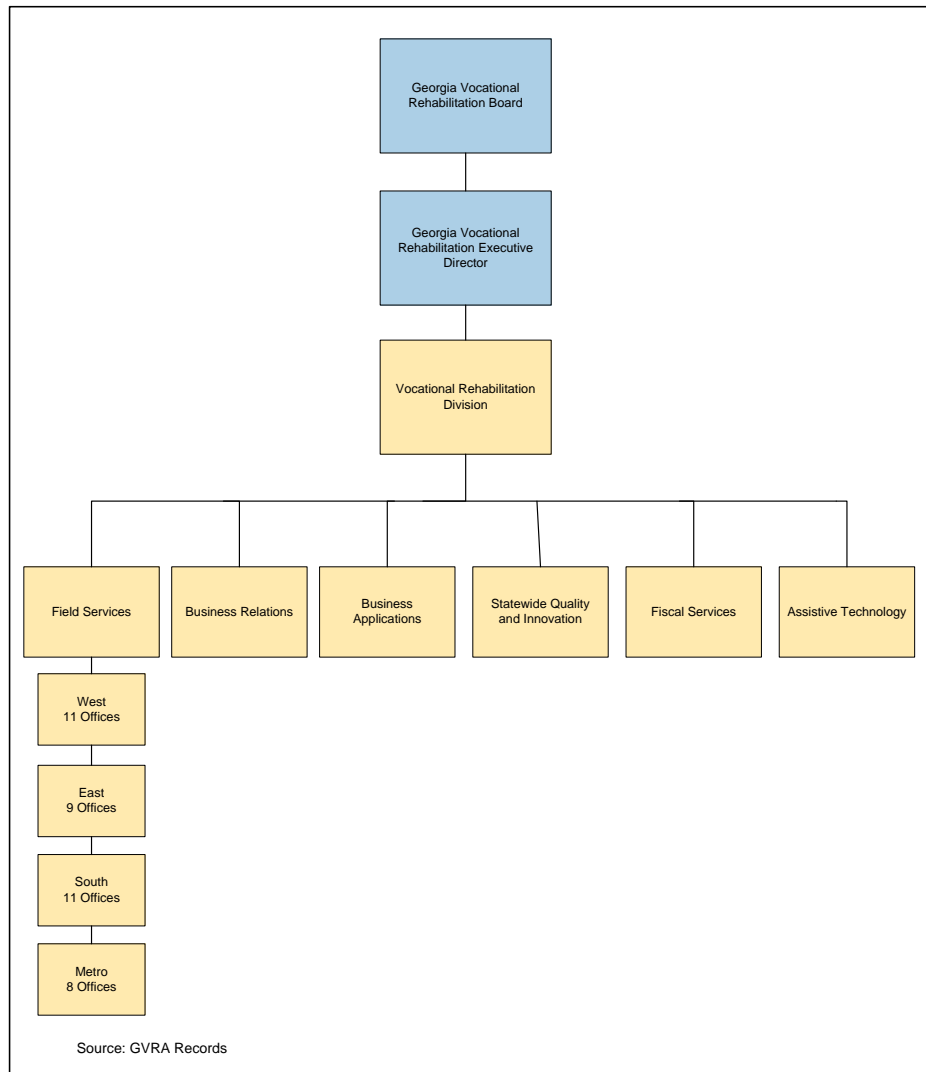 Georgia Vocational
Rehabilitation Board
Georgia Vocational
Rehabilitation Executive
Director
Vocational Rehabilitation
Division
Field Services
Business Relations
Business
Applications
Statewide Quality
and Innovation
Fiscal Services
Assistive Technology
West
11 Offices
East
9 Offices
South
11 Offices
Metro
8 Offices
Source: GVRA Records